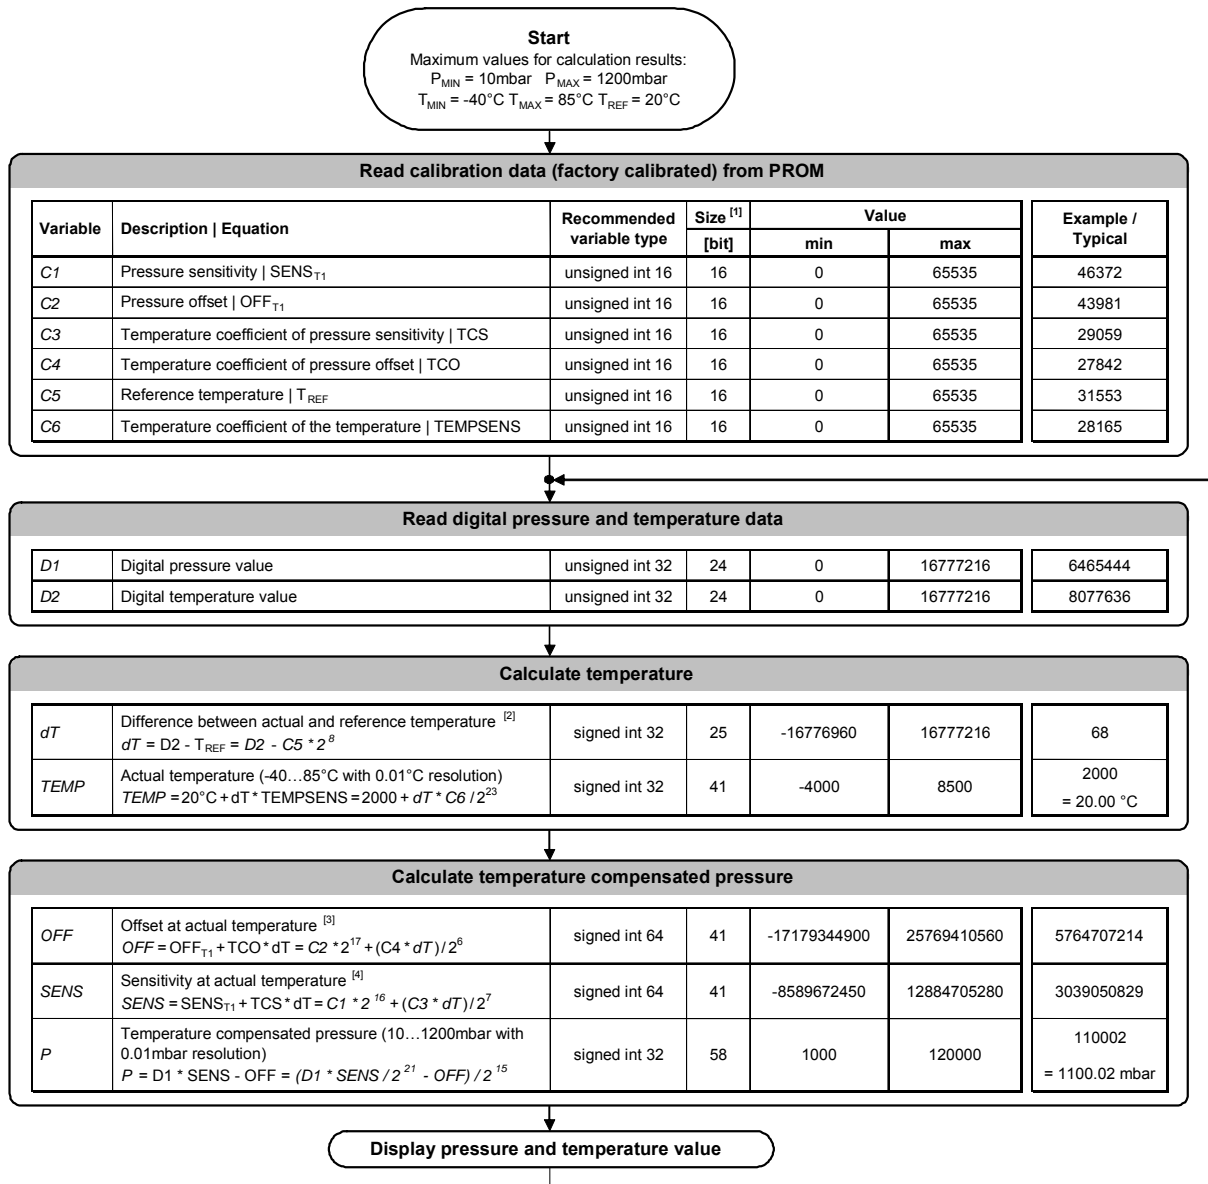 Start
Maximum values for calculation results:
P_MIN = 10mbar P_MAX = 1200mbar
T_MIN = -40°C T_MAX = 85°C T_REF = 20°C
Read calibration data (factory calibrated) from PROM
Variable Description | Equation Recommended variable type Size [1] [bit] Value min max Example / Typical
C1 Pressure sensitivity | SENS_T1 unsigned int 16 16 0 65535 46372
C2 Pressure offset | OFF_T1 unsigned int 16 16 0 65535 43981
C3 Temperature coefficient of pressure sensitivity | TCS unsigned int 16 16 0 65535 29059
C4 Temperature coefficient of pressure offset | TCO unsigned int 16 16 0 65535 27842
C5 Reference temperature | T_REF unsigned int 16 16 0 65535 31553
C6 Temperature coefficient of the temperature | TEMPSENS unsigned int 16 16 0 65535 28165
Read digital pressure and temperature data
D1 Digital pressure value unsigned int 32 24 0 16777216 6465444
D2 Digital temperature value unsigned int 32 24 0 16777216 8077636
Calculate temperature
dT Difference between actual and reference temperature [2]
dT = D2 - T_REF = D2 - C5 * 2^8
signed int 32 25 -16776960 16777216 68
TEMP Actual temperature (-40…85°C with 0.01°C resolution)
TEMP = 20°C + dT * TEMPSENS = 2000 + dT * C6 / 2^23
signed int 32 41 -4000 8500 2000
= 20.00 °C
Calculate temperature compensated pressure
OFF Offset at actual temperature [3]
OFF = OFF_T1 + TCO * dT = C2 * 2^17 + (C4 * dT) / 2^6
signed int 64 41 -17179344900 25769410560 5764707214
SENS Sensitivity at actual temperature [4]
SENS = SENS_T1 + TCS * dT = C1 * 2^16 + (C3 * dT) / 2^7
signed int 64 41 -8589672450 12884705280 3039050829
P Temperature compensated pressure (10…1200mbar with
0.01mbar resolution)
P = D1 * SENS - OFF = (D1 * SENS / 2^21 - OFF) / 2^15
signed int 32 58 1000 120000 110002
= 1100.02 mbar
Display pressure and temperature value